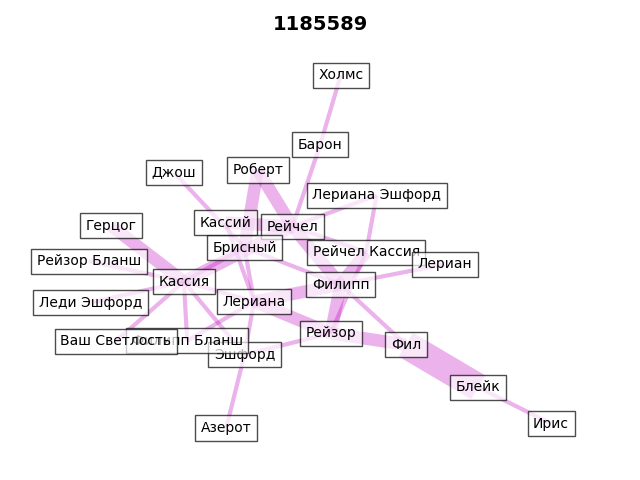 1185589
Холмс
Барон
Роберт
Джош
Лериана Эшфорд
Кассий
Герцог
Рейчел
Брисный
Рейчел Кассия
Рейзор Бланш
Лериан
Кассия
Филипп
Леди Эшфорд
Лериана
Рейзор
Ваш Светлость
пп Бланш
Фил
Эшфорд
Блейк
Ирис
Азерот